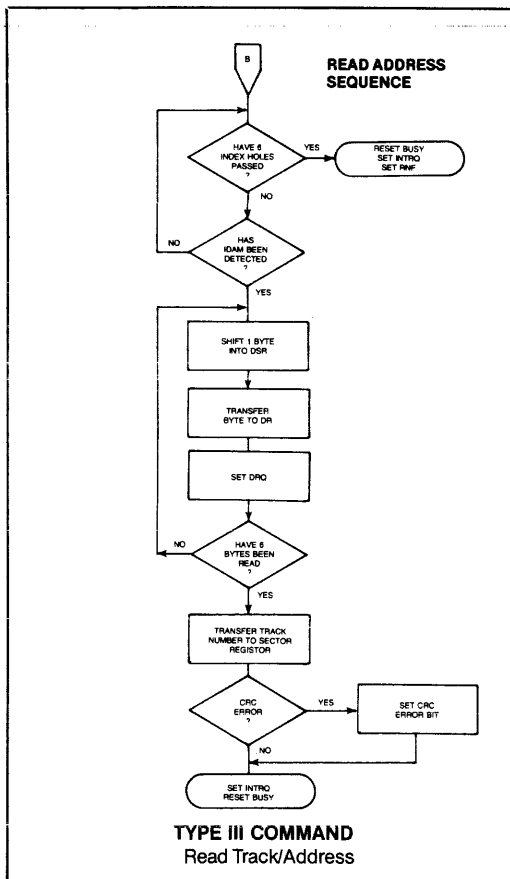 B
READ ADDRESS
SEQUENCE
HAVE 6
INDEX HOLES
PASSED
?
YES
RESET BUSY
SET INTRQ
SET RNF
NO
HAS
IDAM BEEN
DETECTED
?
NO
YES
SHIFT 1 BYTE
INTO DSR
TRANSFER
BYTE TO DR
SET DRQ
HAVE 6
BYTES BEEN
READ
?
NO
YES
TRANSFER TRACK
NUMBER TO SECTOR
REGISTOR
CRC
ERROR
?
YES
SET CRC
ERROR BIT
NO
SET INTRQ
RESET BUSY
TYPE III COMMAND
Read Track/Address